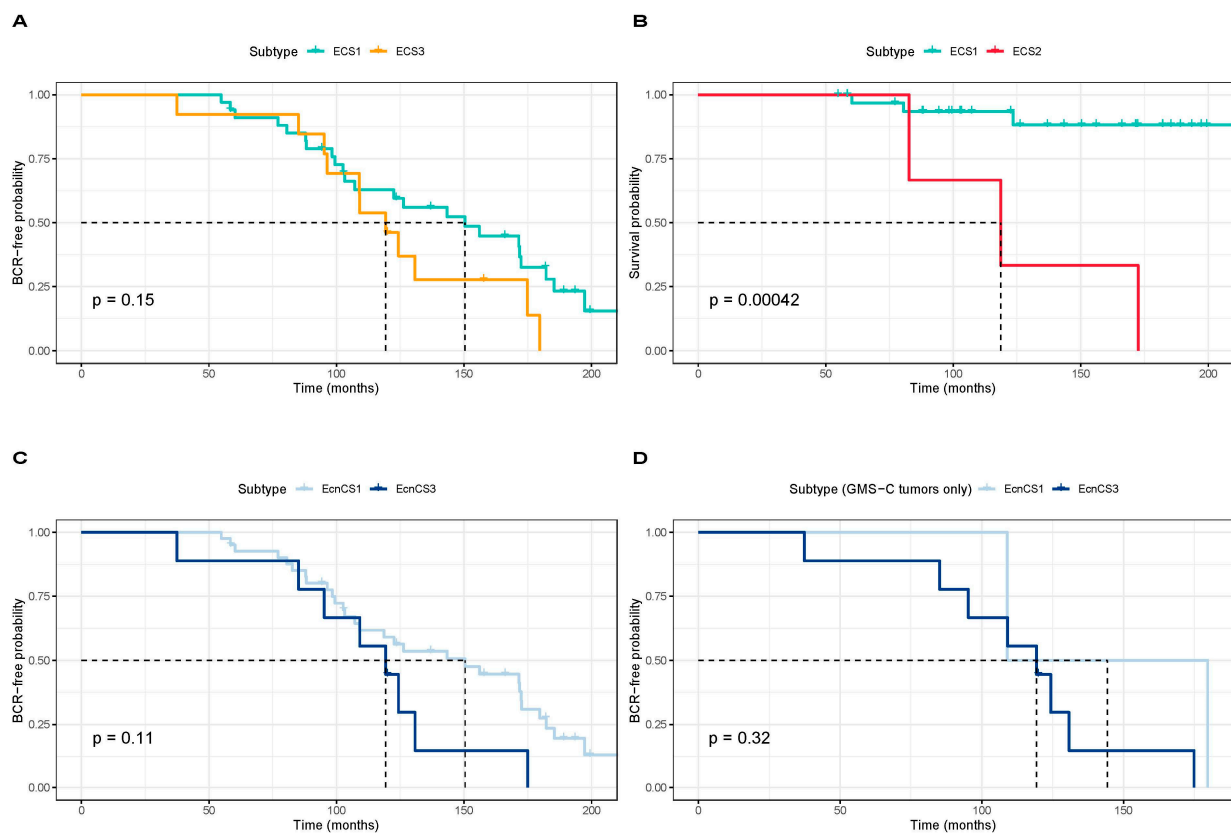 A
Subtype ECS1 ECS3
BCR−free probability
1.00
0.75
0.50
0.25
0.00
p = 0.15
0 50 100 150 200
Time (months)
B
Subtype ECS1 ECS2
Survival probability
1.00
0.75
0.50
0.25
0.00
p = 0.00042
0 50 100 150 200
Time (months)
C
Subtype EcnCS1 EcnCS3
BCR−free probability
1.00
0.75
0.50
0.25
0.00
p = 0.11
0 50 100 150 200
Time (months)
D
Subtype (GMS−C tumors only) EcnCS1 EcnCS3
BCR−free probability
1.00
0.75
0.50
0.25
0.00
p = 0.32
0 50 100 150
Time (months)